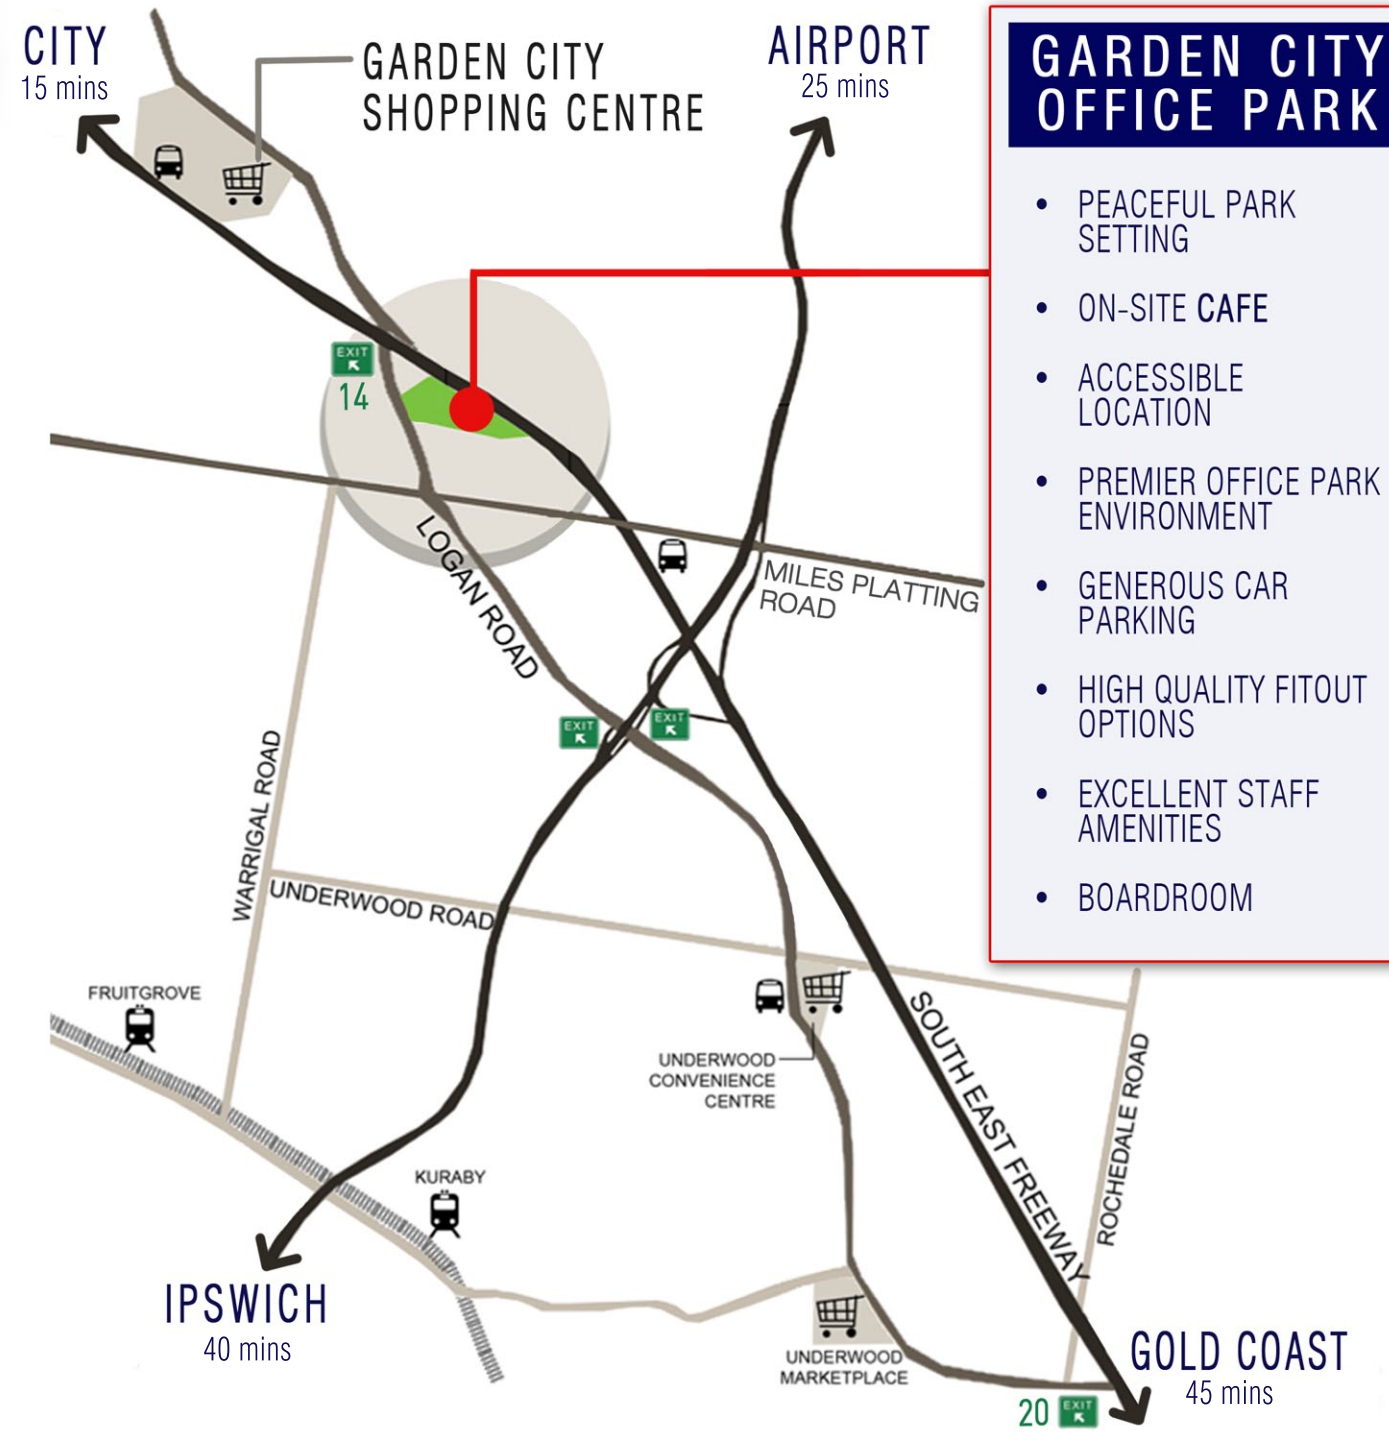 CITY
15 mins
GARDEN CITY
SHOPPING CENTRE
AIRPORT
25 mins
GARDEN CITY
OFFICE PARK
• PEACEFUL PARK
SETTING
• ON-SITE CAFE
• ACCESSIBLE
LOCATION
• PREMIER OFFICE PARK
ENVIRONMENT
• GENEROUS CAR
PARKING
• HIGH QUALITY FITOUT
OPTIONS
• EXCELLENT STAFF
AMENITIES
• BOARDROOM
EXIT
14
LOGAN ROAD
MILES PLATTING
ROAD
EXIT
EXIT
WARRIGAL ROAD
UNDERWOOD ROAD
FRUITGROVE
UNDERWOOD
CONVENIENCE
CENTRE
SOUTH EAST FREEWAY
ROCHEDALE ROAD
KURABY
IPSWICH
40 mins
UNDERWOOD
MARKETPLACE
GOLD COAST
45 mins
20 EXIT